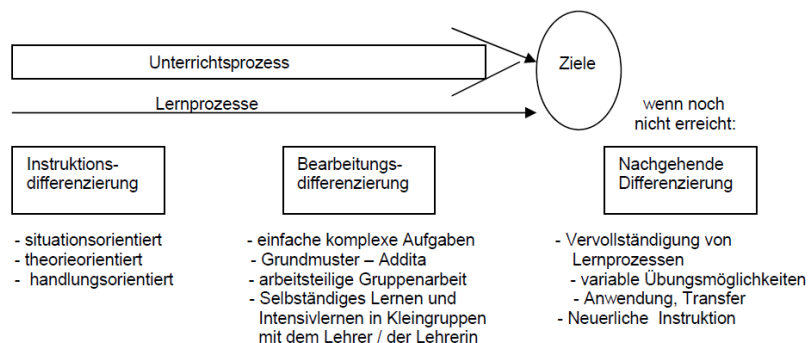 Unterrichtsprozess
Ziele
Lernprozesse
wenn noch
nicht erreicht:
Instruktions-
differenzierung
Bearbeitungs-
differenzierung
Nachgehende
Differenzierung
- situationsorientiert
- theorieorientiert
- handlungsorientiert
- einfache komplexe Aufgaben
- Grundmuster – Addita
- arbeitsteilige Gruppenarbeit
- Selbständiges Lernen und
Intensivlernen in Kleingruppen
mit dem Lehrer / der Lehrerin
- Vervollständigung von
Lernprozessen
- variable Übungsmöglichkeiten
- Anwendung, Transfer
- Neuerliche Instruktion